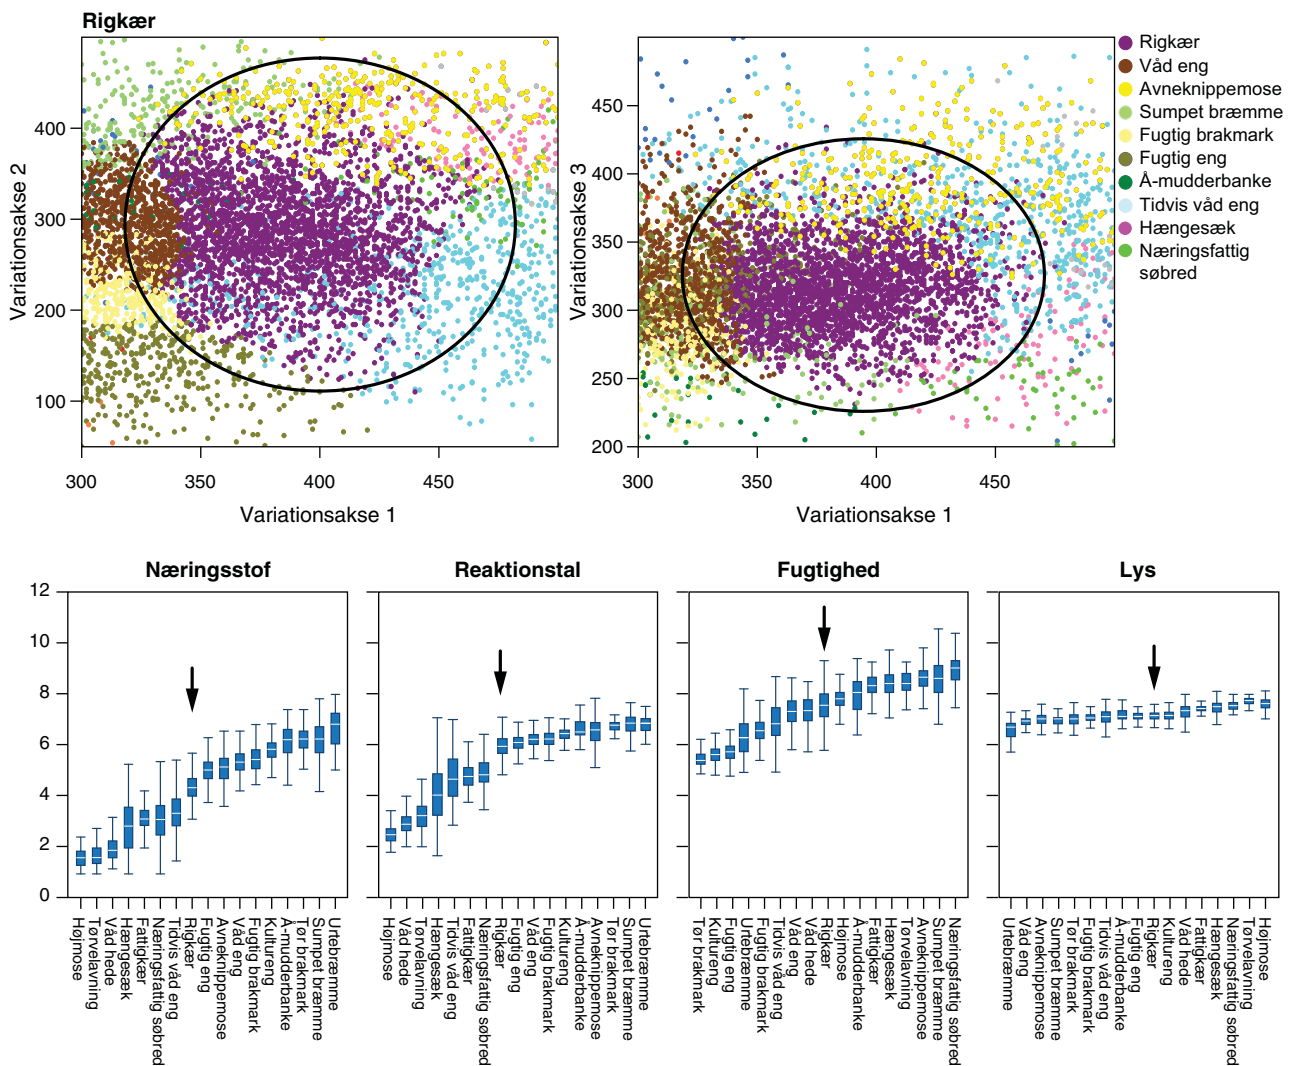 Rigkær
Variationsakse 2
400
300
200
100
300
350
400
450
Variationsakse 1
Variationsakse 3
450
400
350
300
250
200
300
350
400
450
Variationsakse 1
Rigkær
Våd eng
Avneknippemose
Sumpet bræmme
Fugtig brakmark
Fugtig eng
Å-mudderbanke
Tidvis våd eng
Hængesæk
Næringsfattig
søbred
Næringsstof
12
10
8
6
4
2
0
Højmose
Tørvelavning
Våd hede
Hængesæk
Fattigkær
Næringsfattig søbred
Tidvis våd eng
Rigkær
Fugtig eng
Avneknippemose
Våd eng
Fugtig brakmark
Kultureng
Å-mudderbanke
Tør brakmark
Sumpet bræmme
Urtebræmme
Reaktionstal
Højmose
Våd hede
Tørvelavning
Hængesæk
Tidvis våd eng
Fattigkær
Næringsfattig søbred
Rigkær
Fugtig eng
Våd eng
Fugtig brakmark
Kultureng
Å-mudderbanke
Avneknippemose
Tør brakmark
Sumpet bræmme
Urtebræmme
Fugtighed
Tør brakmark
Kultureng
Fugtig eng
Urtebræmme
Fugtig brakmark
Tidvis våd eng
Våd eng
Våd hede
Rigkær
Højmose
Å-mudderbanke
Fattigkær
Hængesæk
Tørvelavning
Avneknippemose
Sumpet bræmme
Næringsfattig søbred
Lys
Urtebræmme
Våd eng
Avneknippemose
Sumpet bræmme
Tør brakmark
Fugtig brakmark
Tidvis våd eng
Å-mudderbanke
Fugtig eng
Rigkær
Kultureng
Våd hede
Fattigkær
Hængesæk
Næringsfattig søbred
Tørvelavning
Højmose